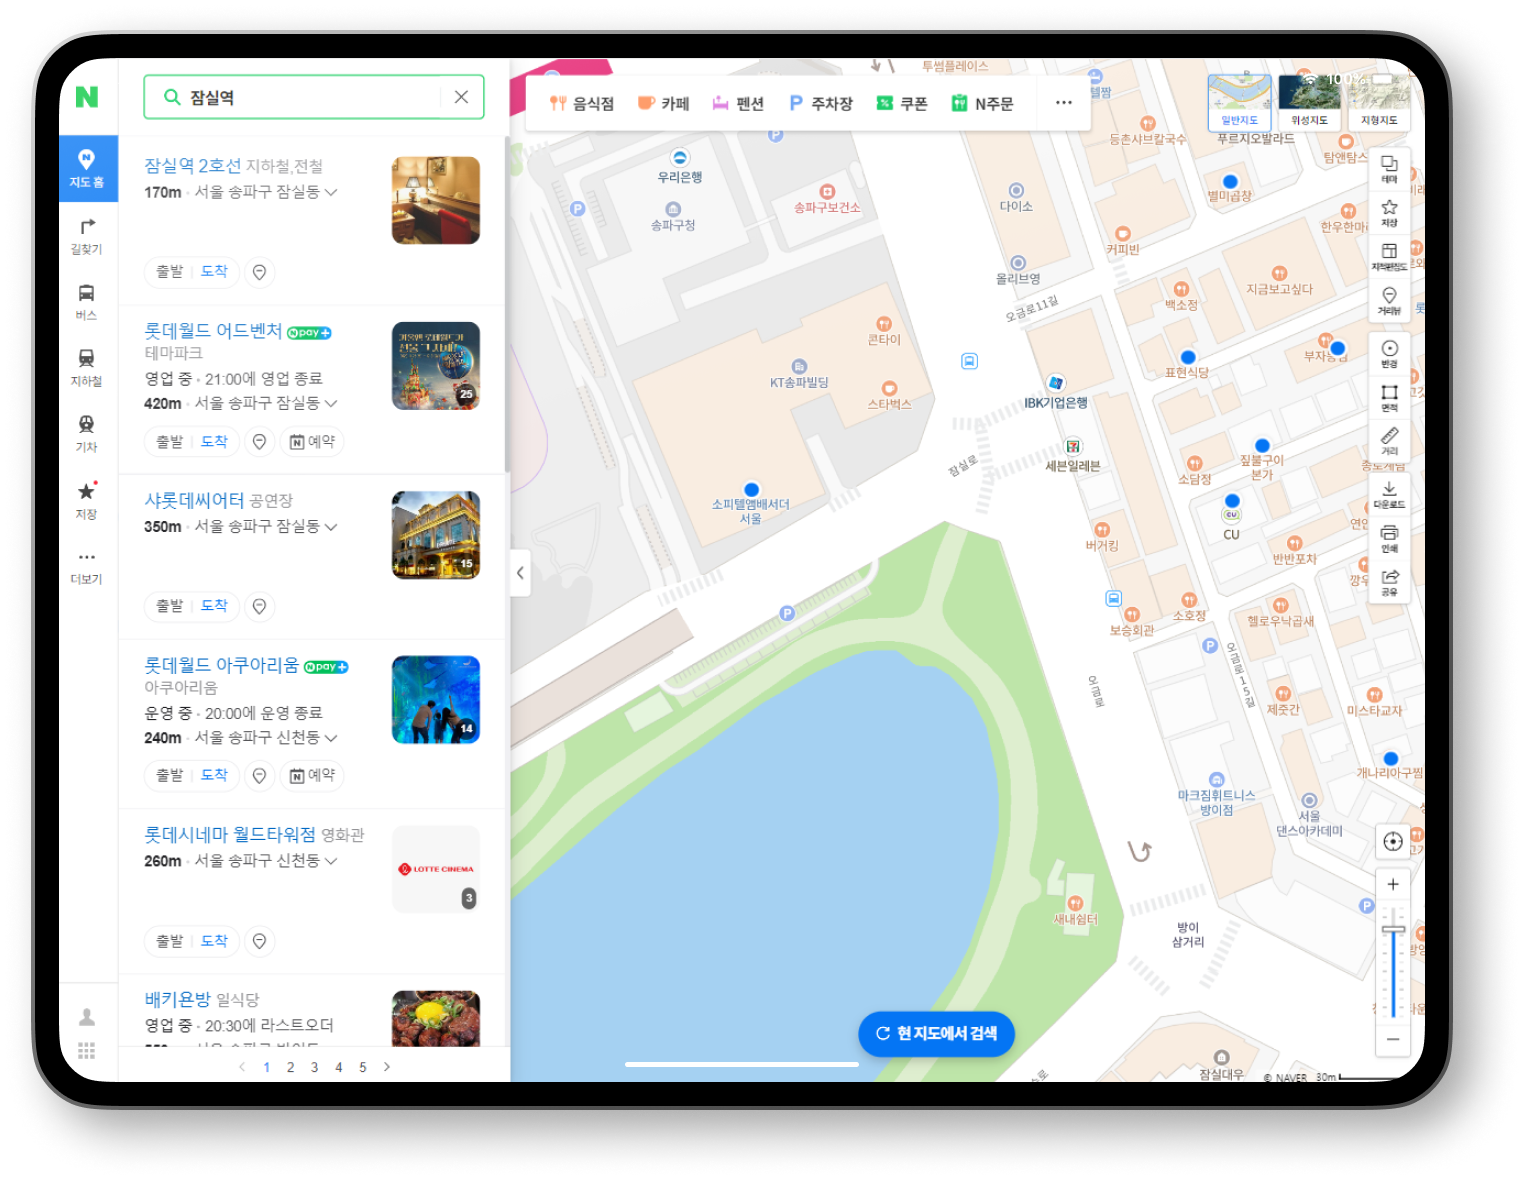 N
잠실역
지도 홈
길찾기
버스
지하철
기차
저장
더보기
잠실역 2호선 지하철,전철
170m · 서울 송파구 잠실동
출발 도착
롯데월드 어드벤처 N pay+
테마파크
영업 중 · 21:00에 영업 종료
420m · 서울 송파구 잠실동
25
출발 도착 예약
샤롯데씨어터 공연장
350m · 서울 송파구 잠실동
15
출발 도착
롯데월드 아쿠아리움 N pay+
아쿠아리움
운영 중 · 20:00에 운영 종료
240m · 서울 송파구 신천동
14
출발 도착 예약
롯데시네마 월드타워점 영화관
260m · 서울 송파구 신천동
LOTTE CINEMA
3
출발 도착
배키욘방 일식당
영업 중 · 20:30에 라스트오더
1 2 3 4 5
음식점 카페 펜션 주차장 쿠폰 N주문
투썸플레이스
100%
일반지도 위성지도 지형지도
푸르지오발라드
등촌샤브칼국수
탐앤탐스
우리은행
송파구청
송파구보건소
다이소
별미곱창
커피빈
올리브영
오금로11길
백소정
지금보고싶다
콘타이
KT송파빌딩
스타벅스
표현식당
IBK기업은행
세븐일레븐
잠실로
소담정
짚불구이
본가
소피텔앰배서더
서울
CU
버거킹
반반포차
보승회관
소호정
헬로우낙곱새
오금로
오금로15길
제줏간
미스타교자
개나리아구찜
마크짐휘트니스
방이점
서울
댄스아카데미
새내쉼터
방이
삼거리
잠실대우
테마
저장
지적편집도
거리뷰
반경
면적
거리
다운로드
인쇄
공유
현 지도에서 검색
© NAVER 30m